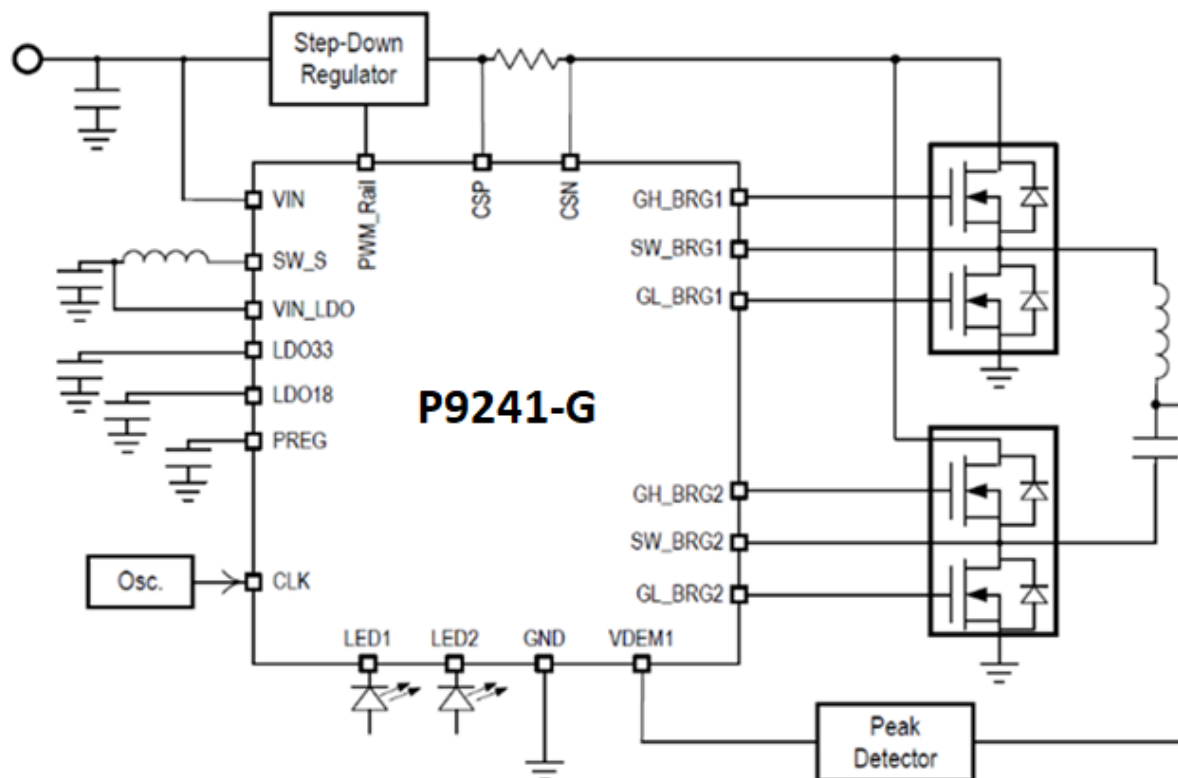 Step-Down
Regulator
VIN
PWM_Rail
CSP
CSN
GH_BRG1
SW_S
SW_BRG1
VIN_LDO
GL_BRG1
LDO33
LDO18
P9241-G
PREG
GH_BRG2
SW_BRG2
Osc.
CLK
GL_BRG2
LED1
LED2
GND
VDEM1
Peak
Detector